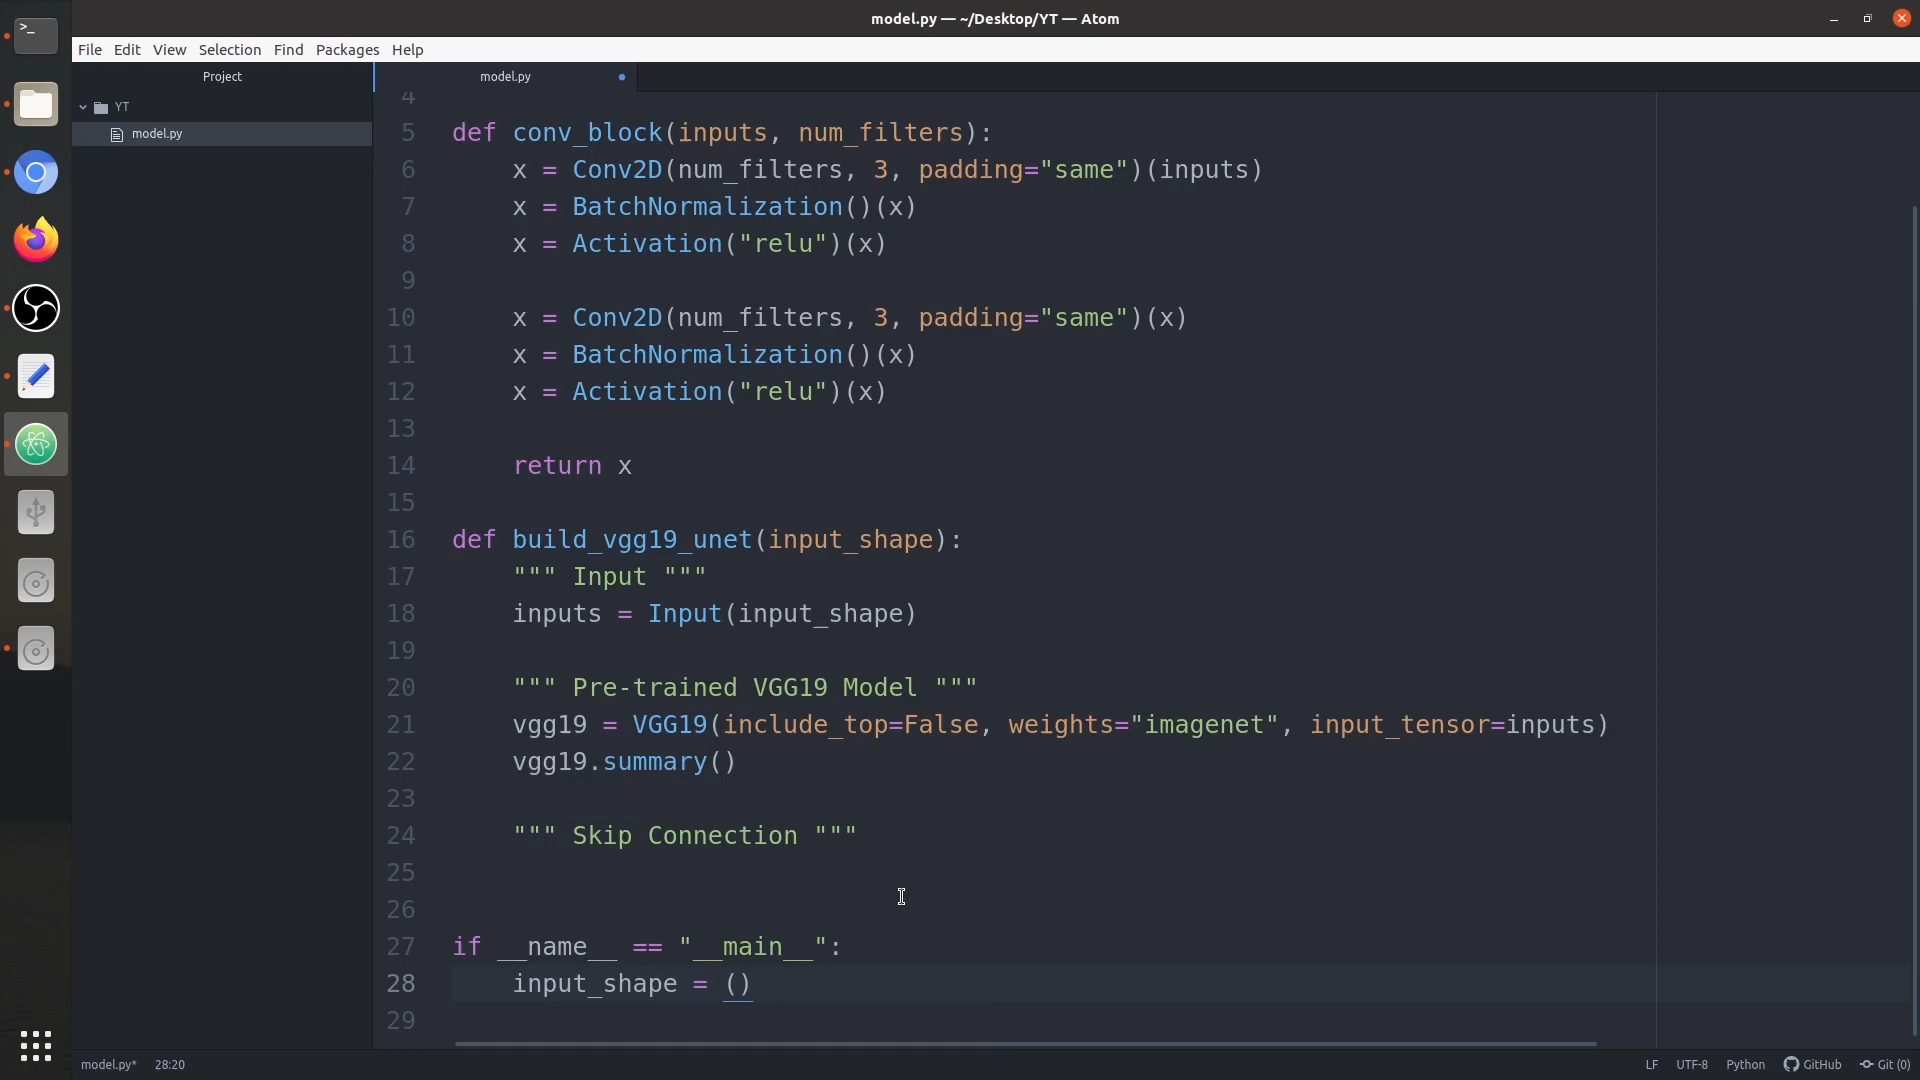 model.py — ~/Desktop/YT — Atom
File Edit View Selection Find Packages Help
Project
model.py
YT
model.py
4
5 def conv_block(inputs, num_filters):
6     x = Conv2D(num_filters, 3, padding="same")(inputs)
7     x = BatchNormalization()(x)
8     x = Activation("relu")(x)
9
10     x = Conv2D(num_filters, 3, padding="same")(x)
11     x = BatchNormalization()(x)
12     x = Activation("relu")(x)
13
14     return x
15
16 def build_vgg19_unet(input_shape):
17     """ Input """
18     inputs = Input(input_shape)
19
20     """ Pre-trained VGG19 Model """
21     vgg19 = VGG19(include_top=False, weights="imagenet", input_tensor=inputs)
22     vgg19.summary()
23
24     """ Skip Connection """
25
26
27 if __name__ == "__main__":
28     input_shape = ()
29
model.py* 28:20 LF UTF-8 Python GitHub Git (0)